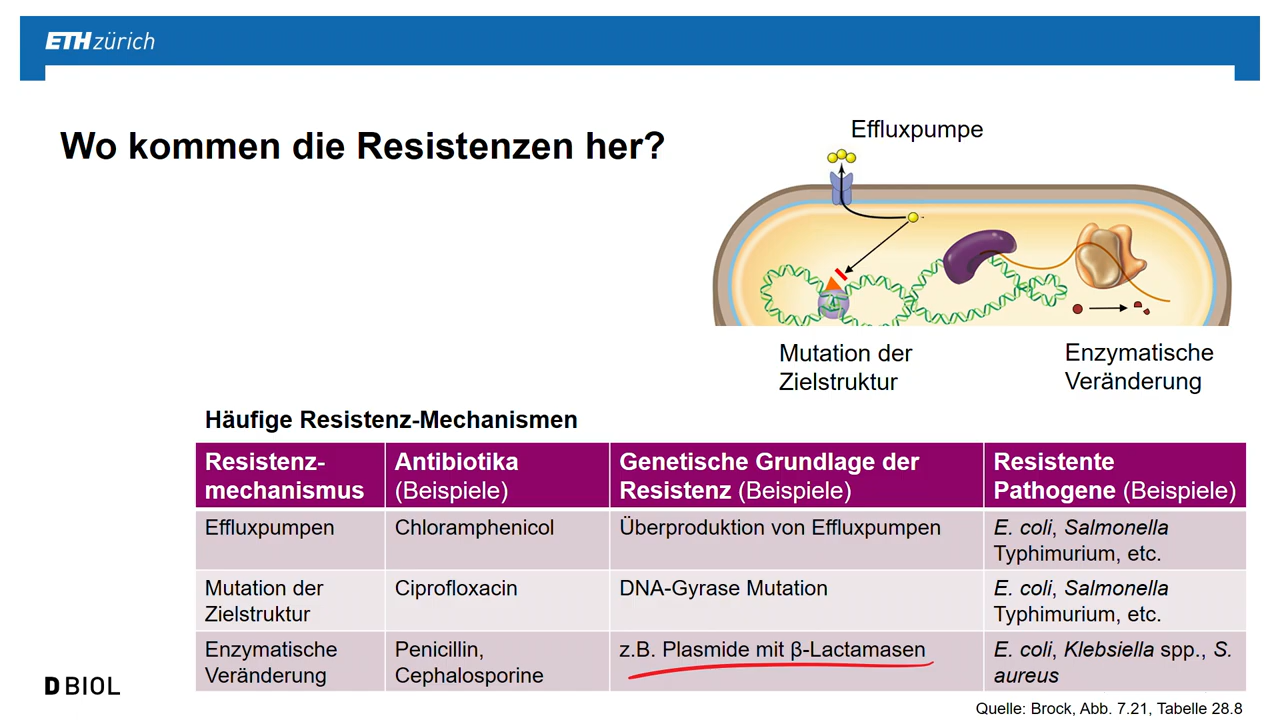 ETH zürich
Wo kommen die Resistenzen her?
Effluxpumpe
Mutation der
Zielstruktur
Enzymatische
Veränderung
Häufige Resistenz-Mechanismen
Resistenz-
mechanismus
Antibiotika
(Beispiele)
Genetische Grundlage der
Resistenz (Beispiele)
Resistente
Pathogene (Beispiele)
Effluxpumpen
Chloramphenicol
Überproduktion von Effluxpumpen
E. coli, Salmonella
Typhimurium, etc.
Mutation der
Zielstruktur
Ciprofloxacin
DNA-Gyrase Mutation
E. coli, Salmonella
Typhimurium, etc.
Enzymatische
Veränderung
Penicillin,
Cephalosporine
z.B. Plasmide mit β-Lactamasen
E. coli, Klebsiella spp., S.
aureus
D BIOL
Quelle: Brock, Abb. 7.21, Tabelle 28.8